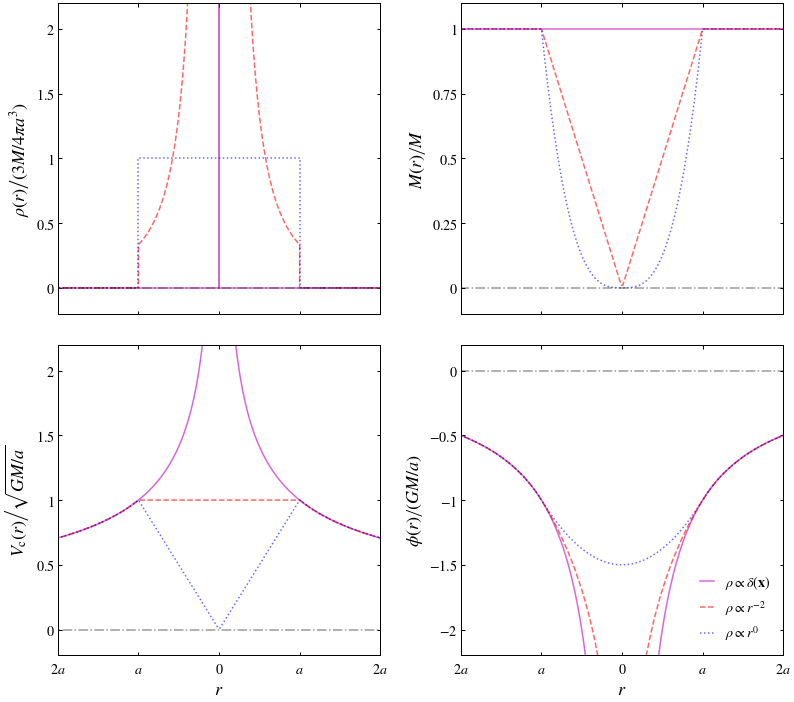 2
1.5
1
0.5
0
ρ(r)/(3M/4πa³)
1
0.75
0.5
0.25
0
M(r)/M
2
1.5
1
0.5
0
V_c(r)/√GM/a
2a
a
0
a
2a
r
0
−0.5
−1
−1.5
−2
ϕ(r)/(GM/a)
ρ ∝ δ(x)
ρ ∝ r⁻²
ρ ∝ r⁰
2a
a
0
a
2a
r